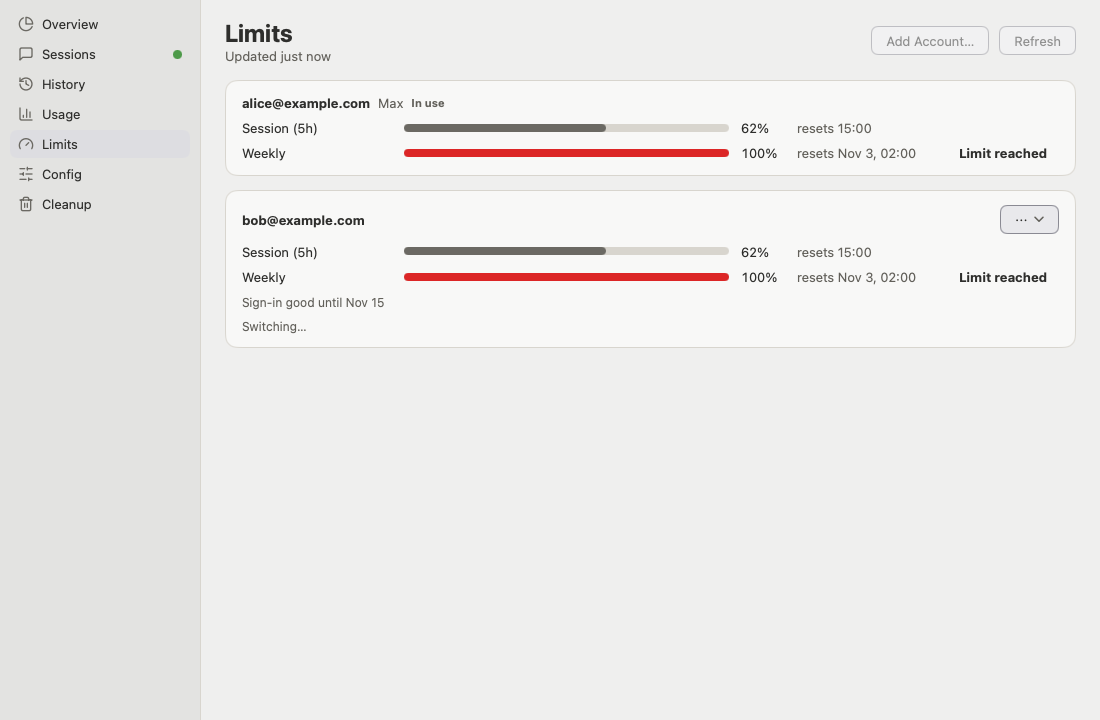 Overview
Sessions
History
Usage
Limits
Config
Cleanup
Limits
Updated just now
Add Account...
Refresh
alice@example.com Max In use
Session (5h) 62% resets 15:00
Weekly 100% resets Nov 3, 02:00 Limit reached
bob@example.com ...
Session (5h) 62% resets 15:00
Weekly 100% resets Nov 3, 02:00 Limit reached
Sign-in good until Nov 15
Switching...